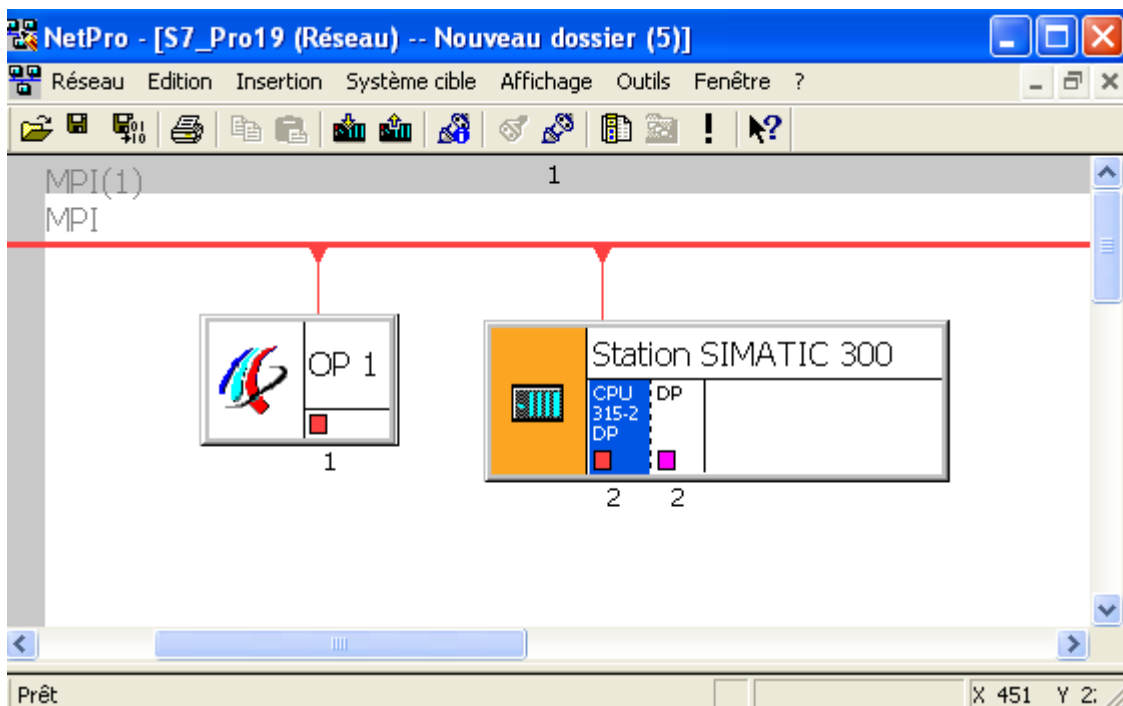 NetPro - [S7_Pro19 (Réseau) -- Nouveau dossier (5)]
Réseau Edition Insertion Système cible Affichage Outils Fenêtre ?
MPI(1)
1
MPI
OP 1
1
Station SIMATIC 300
CPU
315-2
DP
DP
2 2
Prêt
X 451 Y 2: